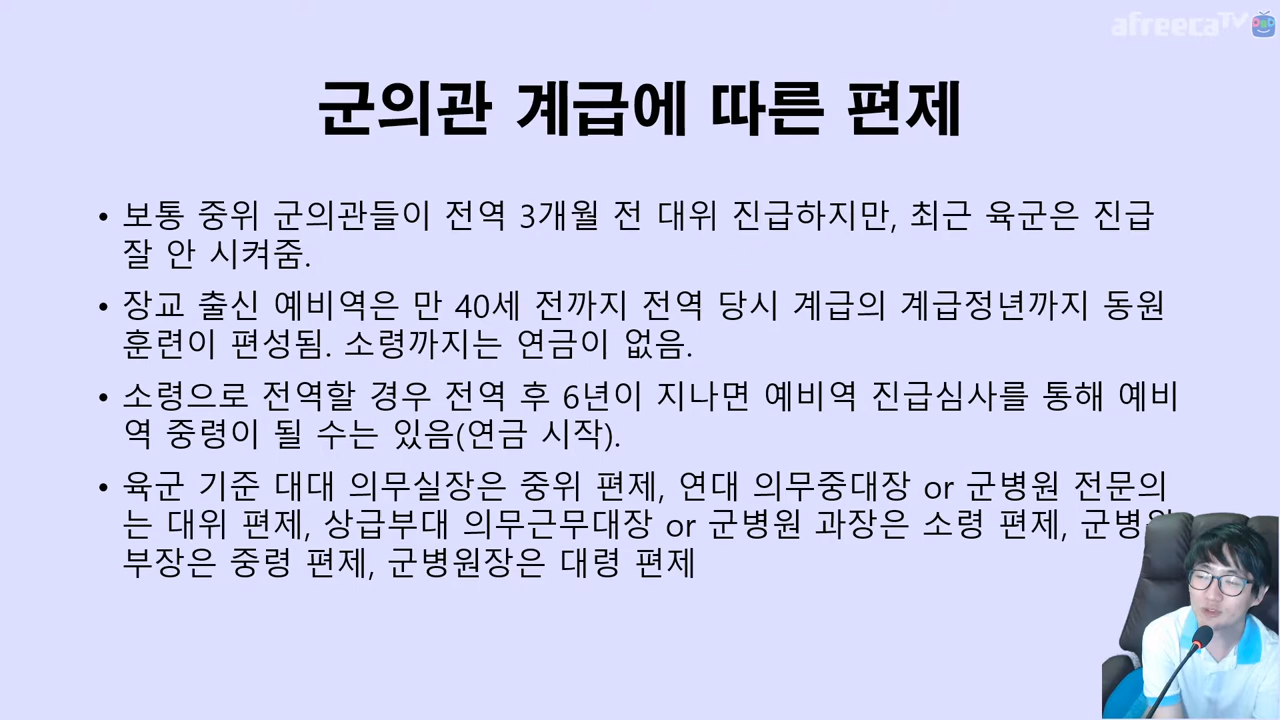 afreecaTV
군의관 계급에 따른 편제
• 보통 중위 군의관들이 전역 3개월 전 대위 진급하지만, 최근 육군은 진급
잘 안 시켜줌.
• 장교 출신 예비역은 만 40세 전까지 전역 당시 계급의 계급정년까지 동원
훈련이 편성됨. 소령까지는 연금이 없음.
• 소령으로 전역할 경우 전역 후 6년이 지나면 예비역 진급심사를 통해 예비
역 중령이 될 수는 있음(연금 시작).
• 육군 기준 대대 의무실장은 중위 편제, 연대 의무중대장 or 군병원 전문의
는 대위 편제, 상급부대 의무근무대장 or 군병원 과장은 소령 편제, 군병원
부장은 중령 편제, 군병원장은 대령 편제